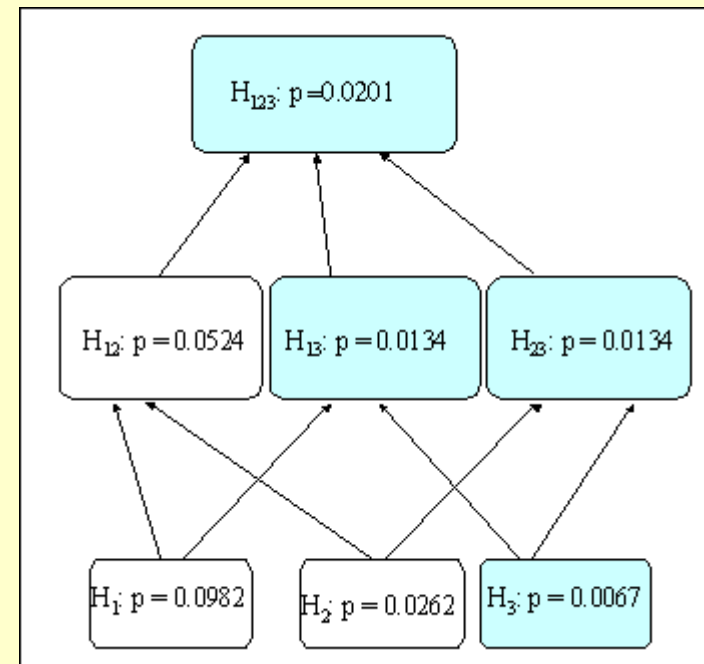 H₁₂₃: p=0.0201
H₁₂: p = 0.0524
H₁₃: p = 0.0134
H₂₃: p = 0.0134
H₁: p = 0.0982
H₂: p = 0.0262
H₃: p = 0.0067